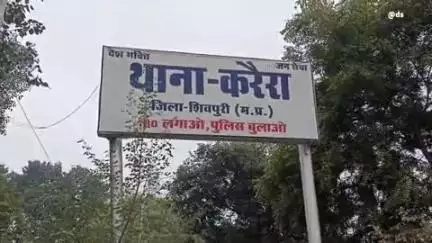 @ds
देश भक्ति जन सेवा
थाना-करैरा
जिला-शिवपुरी (म.प्र.)
लगाओ,पुलिस बुलाओ